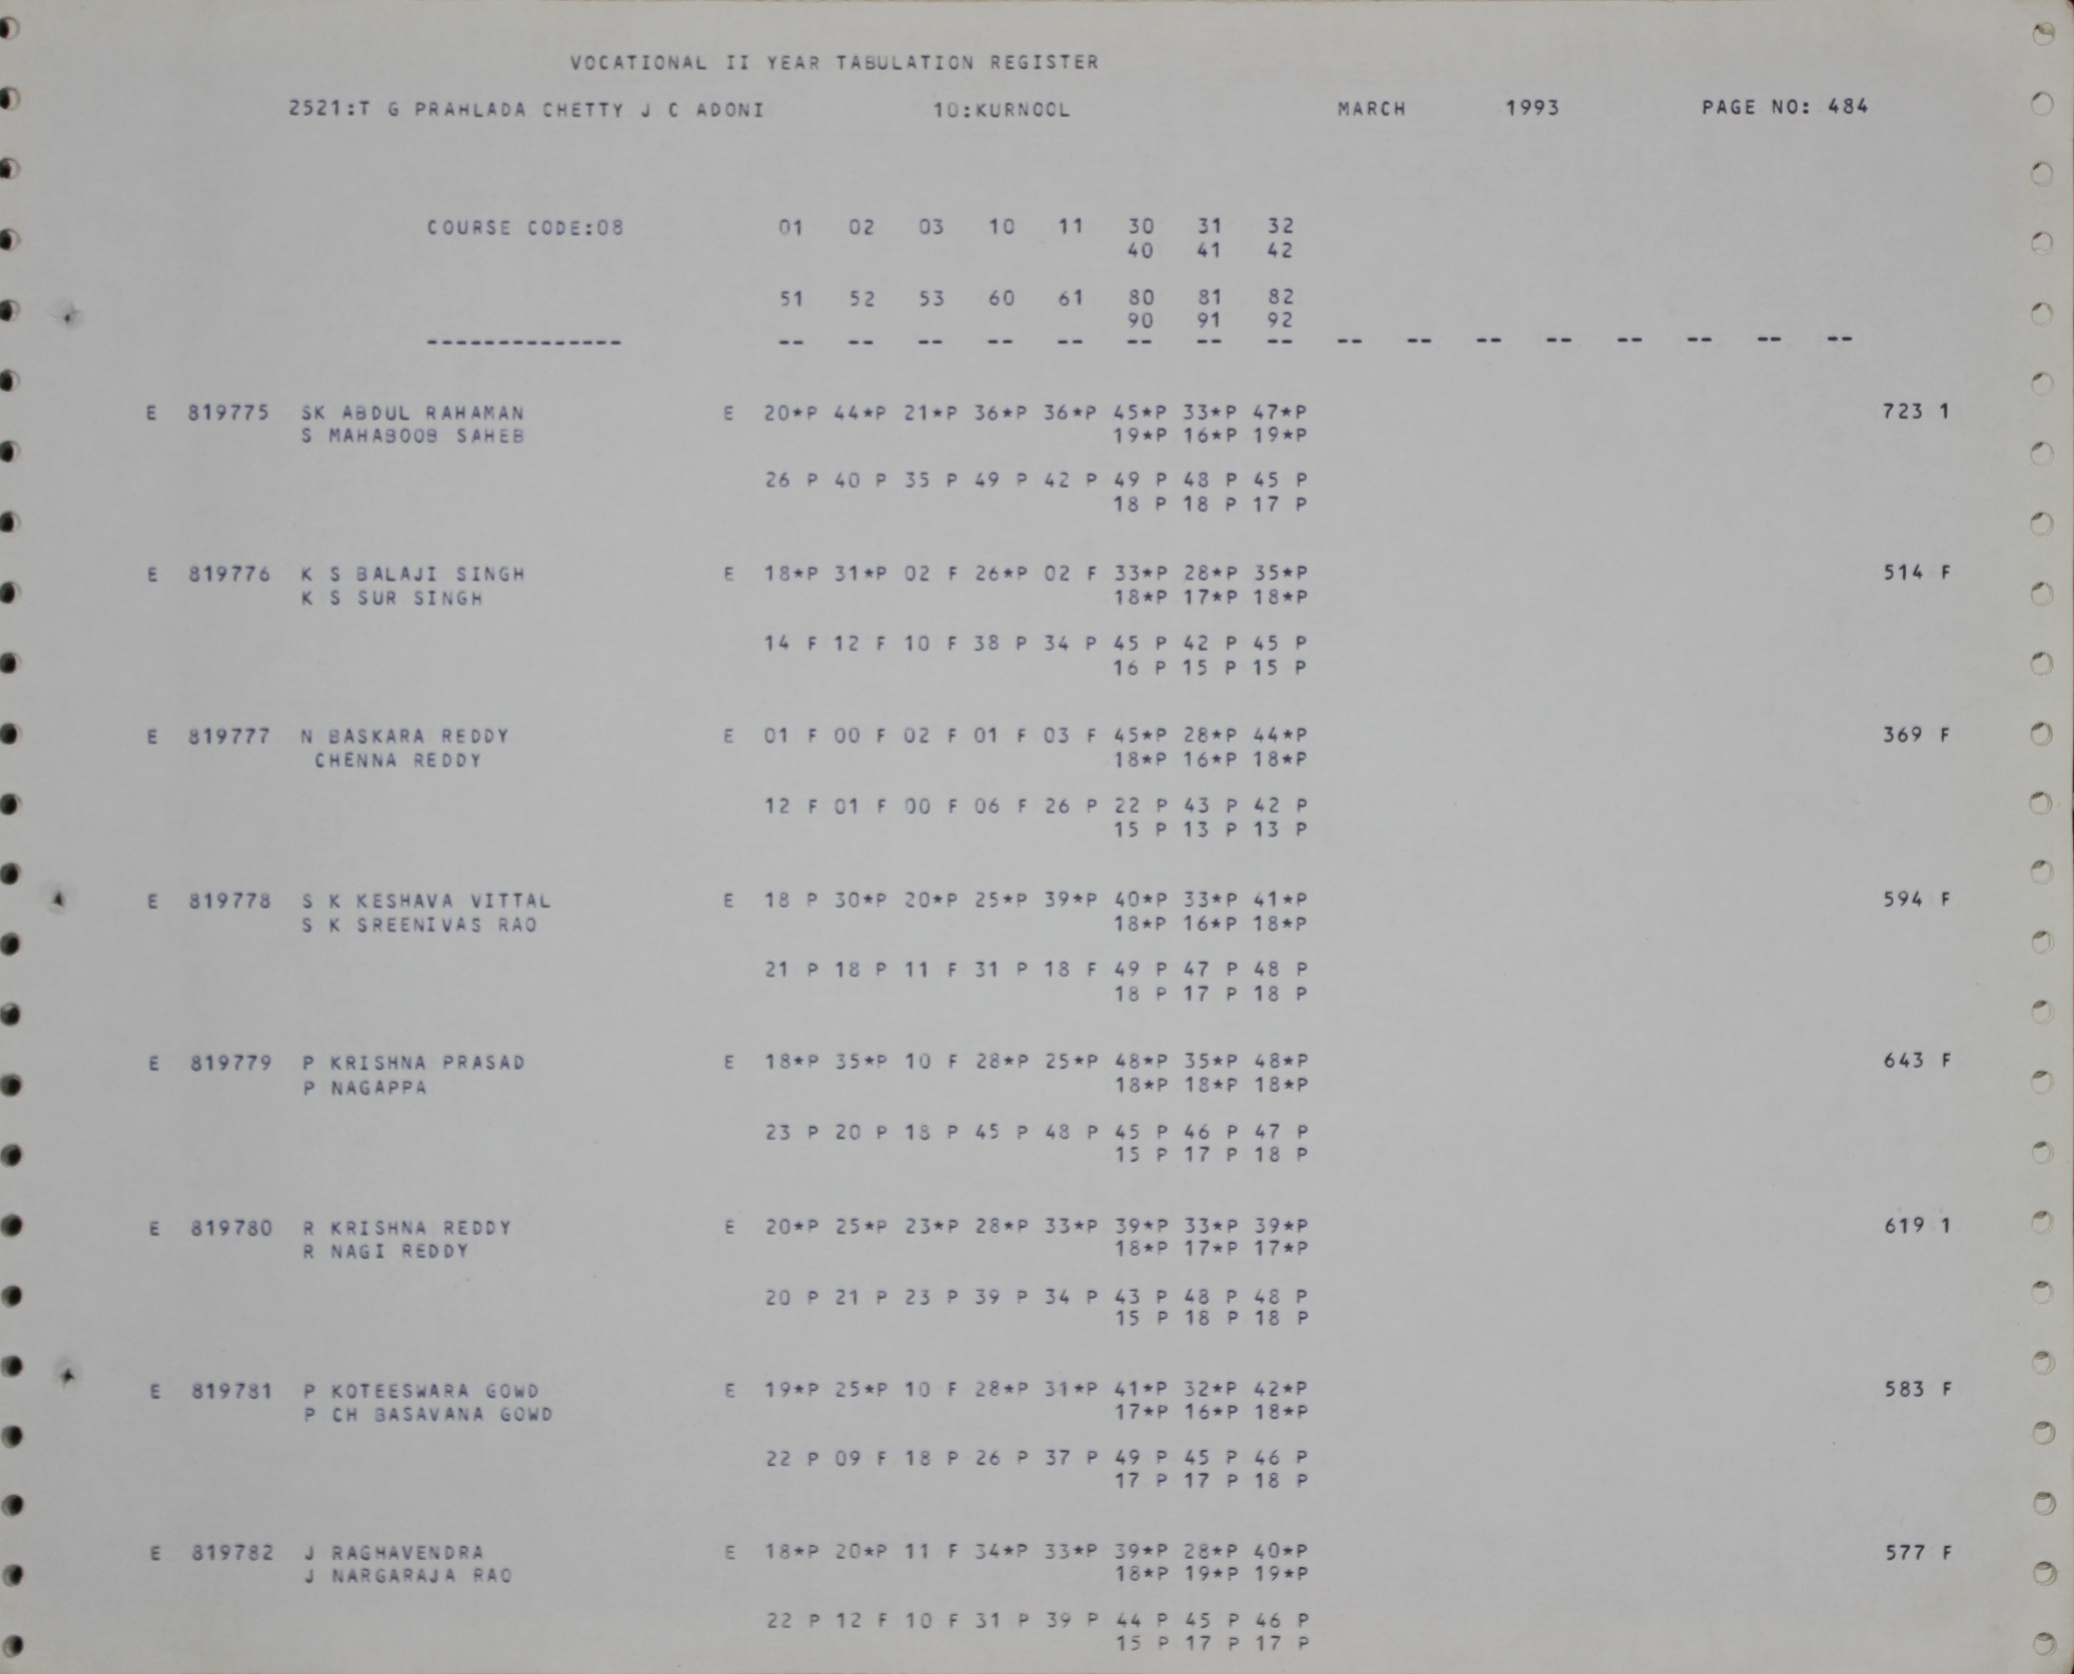 VOCATIONAL II YEAR TABULATION REGISTER
2521:T G PRAHLADA CHETTY J C ADONI 10:KURNOOL MARCH 1993 PAGE NO: 484
COURSE CODE:08 01 02 03 10 11 30 31 32
40 41 42
51 52 53 60 61 80 81 82
90 91 92
-------------- -- -- -- -- -- -- -- -- -- -- -- -- -- -- -- --
E 819775 SK ABDUL RAHAMAN E 20*P 44*P 21*P 36*P 36*P 45*P 33*P 47*P 723 1
S MAHABOOB SAHEB 19*P 16*P 19*P
26 P 40 P 35 P 49 P 42 P 49 P 48 P 45 P
18 P 18 P 17 P
E 819776 K S BALAJI SINGH E 18*P 31*P 02 F 26*P 02 F 33*P 28*P 35*P 514 F
K S SUR SINGH 18*P 17*P 18*P
14 F 12 F 10 F 38 P 34 P 45 P 42 P 45 P
16 P 15 P 15 P
E 819777 N BASKARA REDDY E 01 F 00 F 02 F 01 F 03 F 45*P 28*P 44*P 369 F
CHENNA REDDY 18*P 16*P 18*P
12 F 01 F 00 F 06 F 26 P 22 P 43 P 42 P
15 P 13 P 13 P
E 819778 S K KESHAVA VITTAL E 18 P 30*P 20*P 25*P 39*P 40*P 33*P 41*P 594 F
S K SREENIVAS RAO 18*P 16*P 18*P
21 P 18 P 11 F 31 P 18 F 49 P 47 P 48 P
18 P 17 P 18 P
E 819779 P KRISHNA PRASAD E 18*P 35*P 10 F 28*P 25*P 48*P 35*P 48*P 643 F
P NAGAPPA 18*P 18*P 18*P
23 P 20 P 18 P 45 P 48 P 45 P 46 P 47 P
15 P 17 P 18 P
E 819780 R KRISHNA REDDY E 20*P 25*P 23*P 28*P 33*P 39*P 33*P 39*P 619 1
R NAGI REDDY 18*P 17*P 17*P
20 P 21 P 23 P 39 P 34 P 43 P 48 P 48 P
15 P 18 P 18 P
E 819781 P KOTEESWARA GOWD E 19*P 25*P 10 F 28*P 31*P 41*P 32*P 42*P 583 F
P CH BASAVANA GOWD 17*P 16*P 18*P
22 P 09 F 18 P 26 P 37 P 49 P 45 P 46 P
17 P 17 P 18 P
E 819782 J RAGHAVENDRA E 18*P 20*P 11 F 34*P 33*P 39*P 28*P 40*P 577 F
J NARGARAJA RAO 18*P 19*P 19*P
22 P 12 F 10 F 31 P 39 P 44 P 45 P 46 P
15 P 17 P 17 P